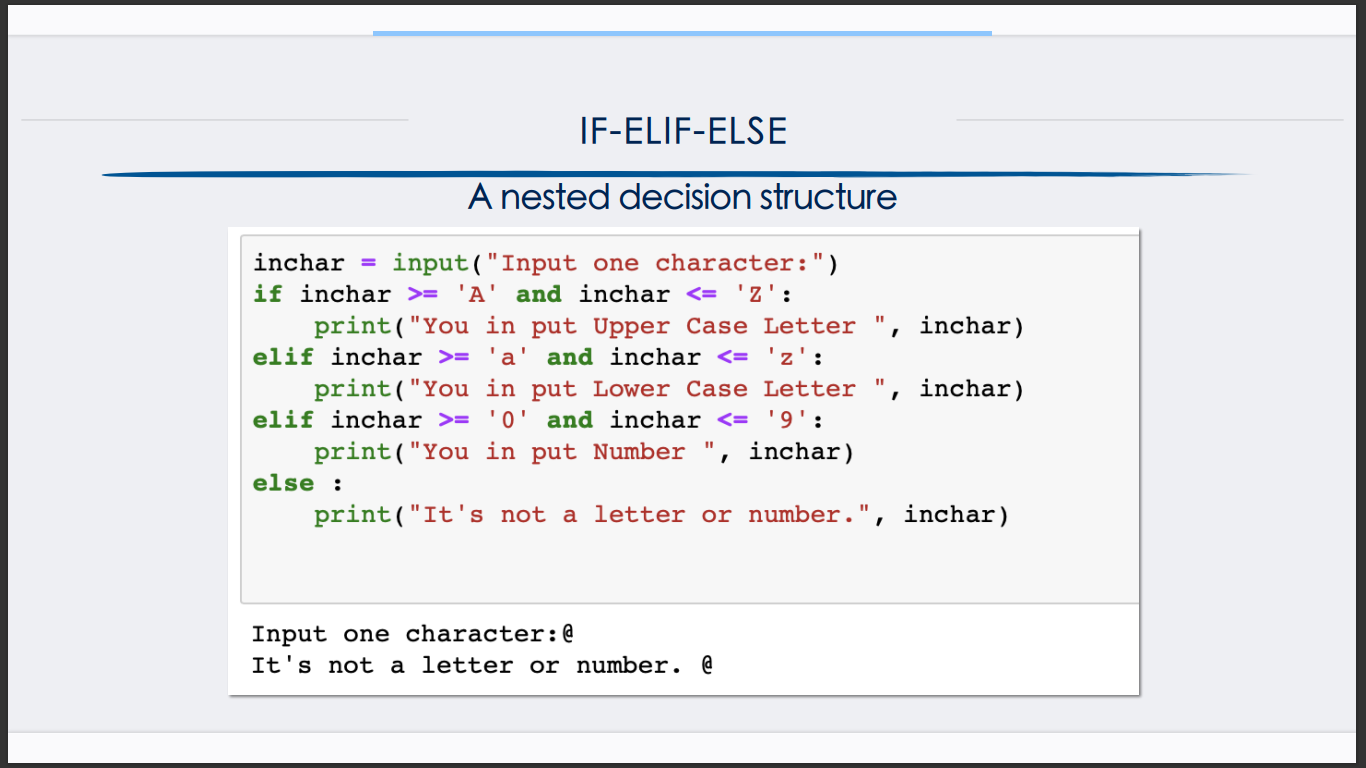 IF-ELIF-ELSE
A nested decision structure
inchar = input("Input one character:")
if inchar >= 'A' and inchar <= 'Z':
    print("You in put Upper Case Letter ", inchar)
elif inchar >= 'a' and inchar <= 'z':
    print("You in put Lower Case Letter ", inchar)
elif inchar >= '0' and inchar <= '9':
    print("You in put Number ", inchar)
else :
    print("It's not a letter or number.", inchar)
Input one character:@
It's not a letter or number. @